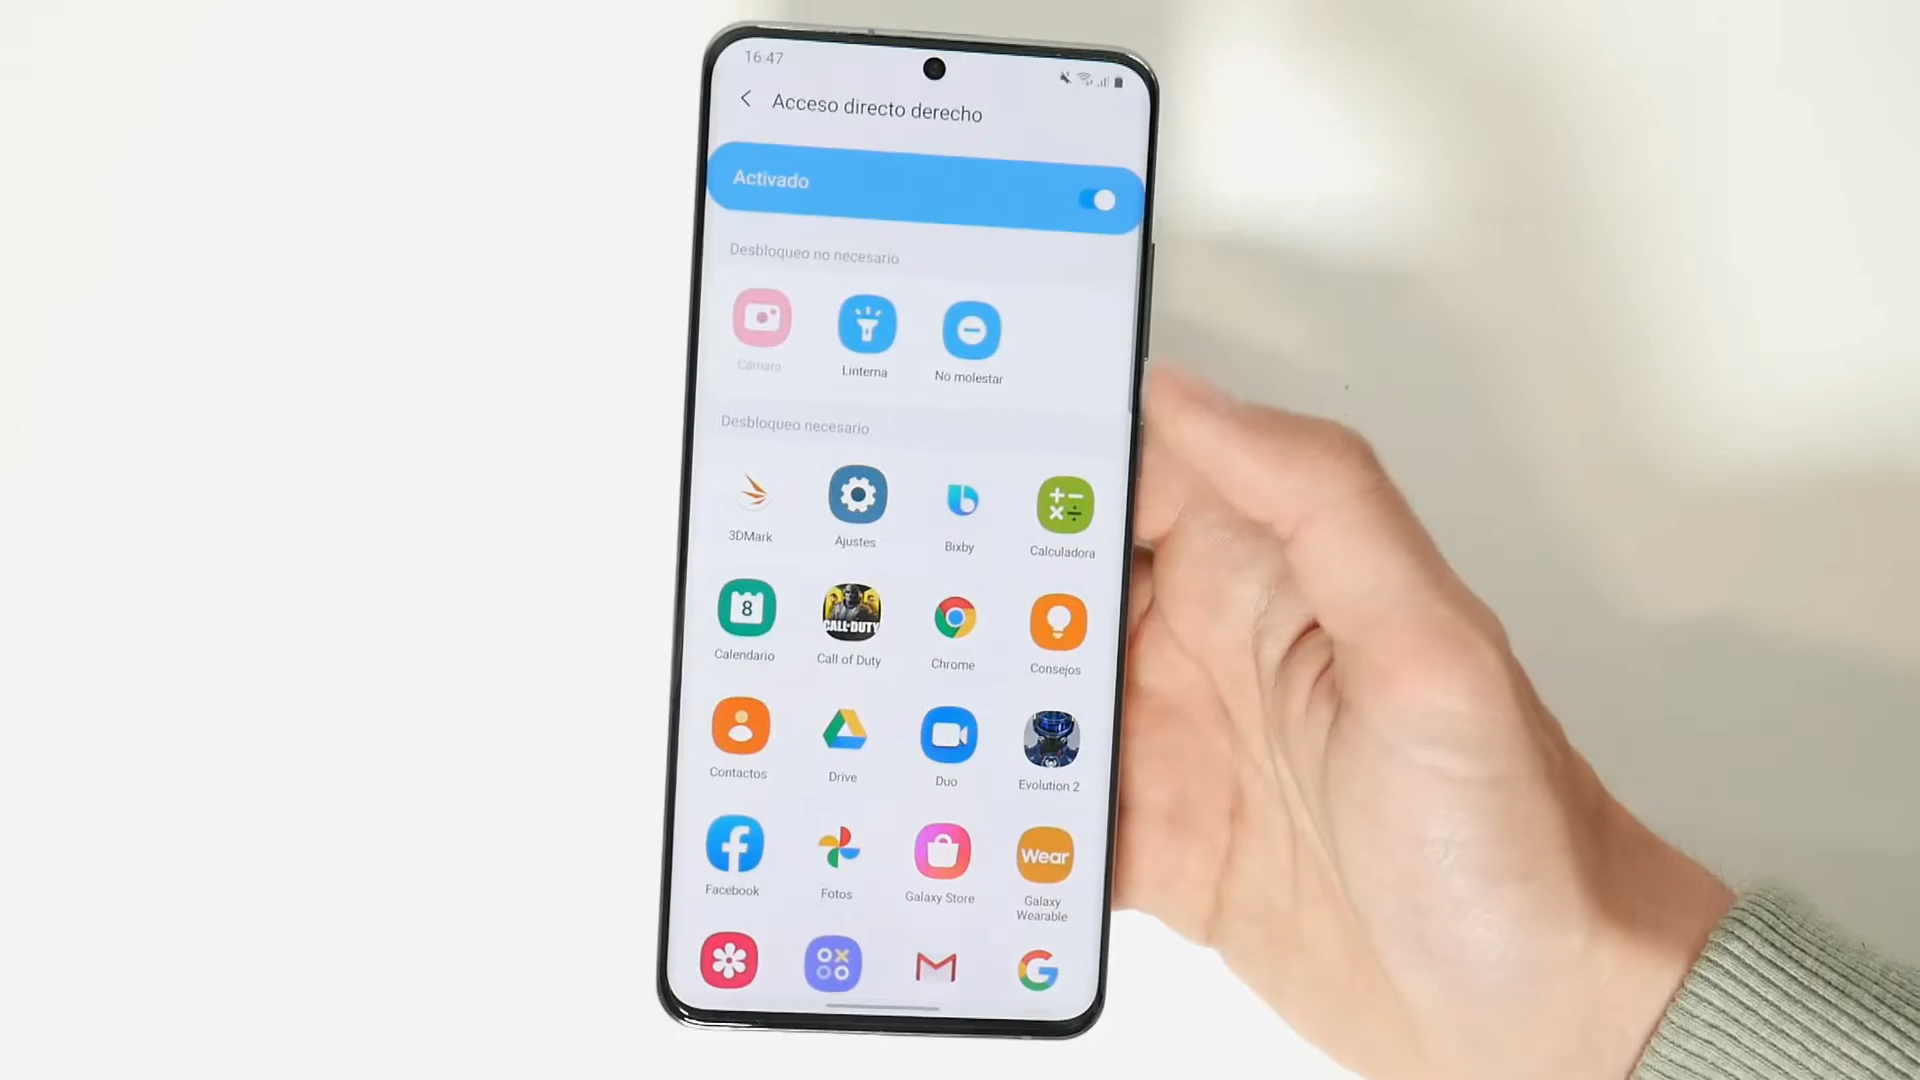 16:47
Acceso directo derecho
Activado
Desbloqueo no necesario
Cámara
Linterna
No molestar
Desbloqueo necesario
3DMark
Ajustes
Bixby
Calculadora
8
CALL·DUTY
Calendario
Call of Duty
Chrome
Consejos
Contactos
Drive
Duo
Evolution 2
Wear
Facebook
Fotos
Galaxy Store
Galaxy
Wearable